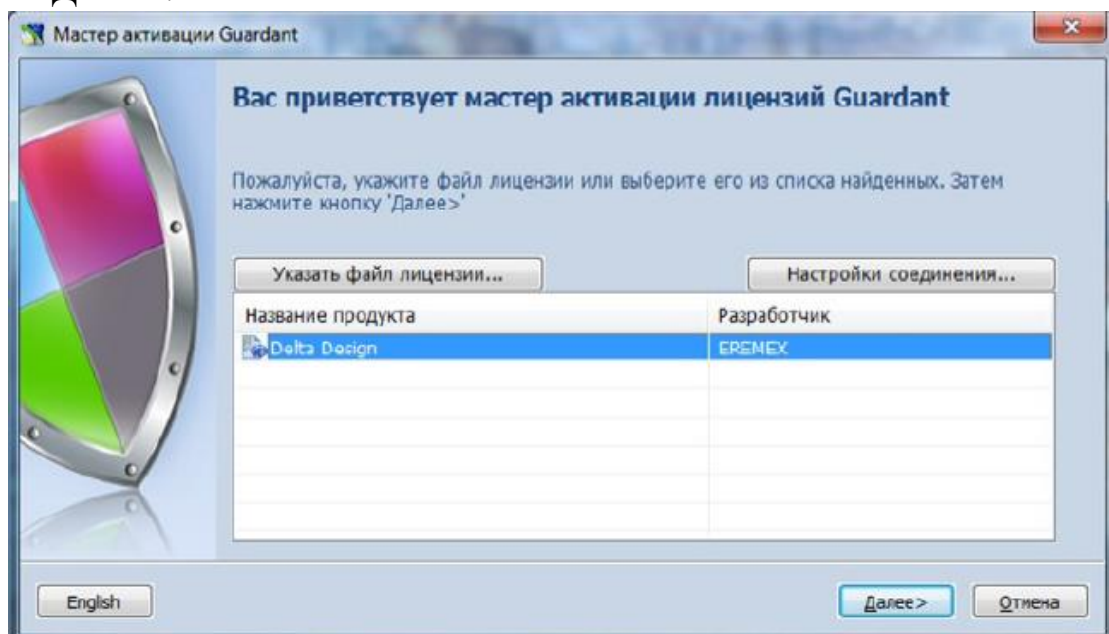 Мастер активации Guardant
Вас приветствует мастер активации лицензий Guardant
Пожалуйста, укажите файл лицензии или выберите его из списка найденных. Затем
нажмите кнопку 'Далее>'
Указать файл лицензии...
Настройки соединения...
Название продукта
Разработчик
Delta Design
EREMEX
English
Далее>
Отмена